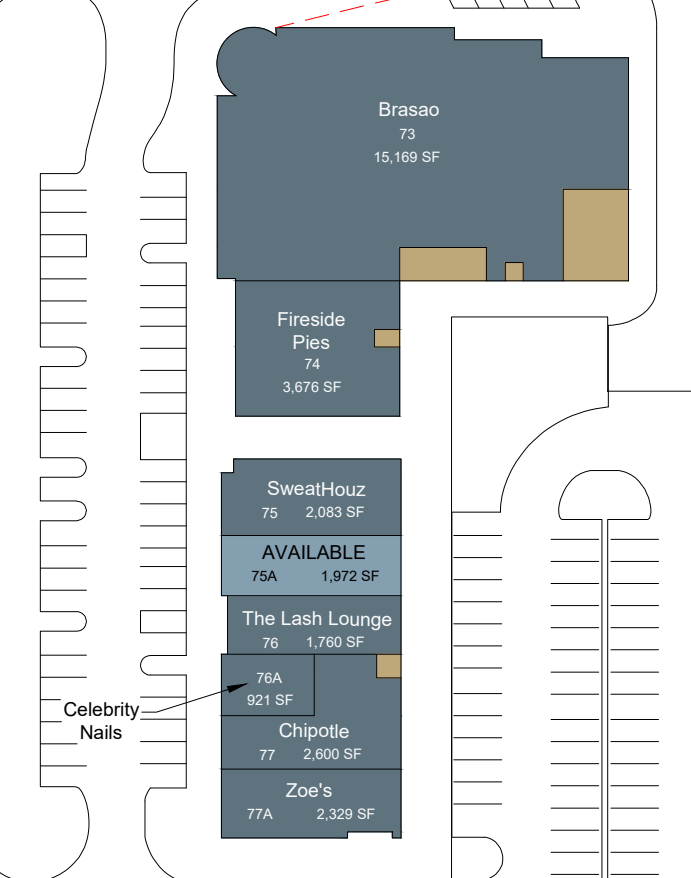 Brasao
73
15,169 SF
Fireside
Pies
74
3,676 SF
SweatHouz
75 2,083 SF
AVAILABLE
75A 1,972 SF
The Lash Lounge
76 1,760 SF
76A
921 SF
Celebrity
Nails
Chipotle
77 2,600 SF
Zoe's
77A 2,329 SF